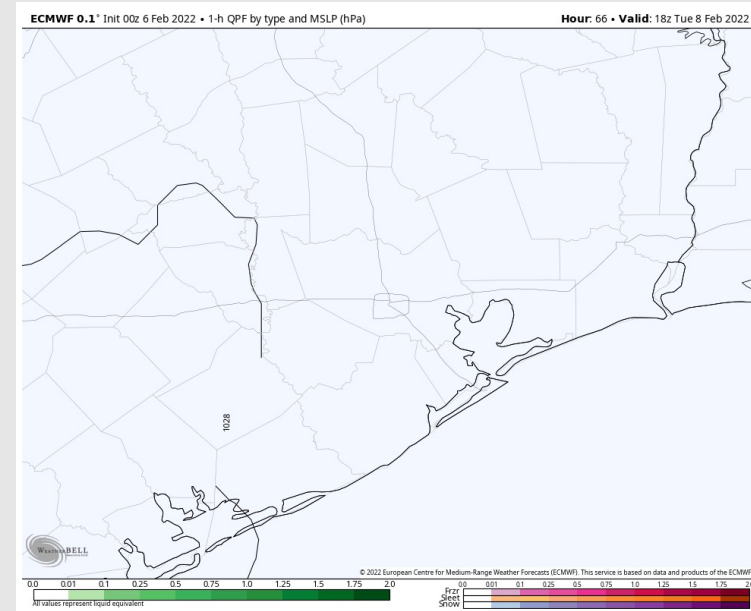 ECMWF 0.1° Init 00z 6 Feb 2022 • 1-h QPF by type and MSLP (hPa)
Hour: 66 • Valid: 18z Tue 8 Feb 2022
1028
WEATHERBELL
© 2022 European Centre for Medium-Range Weather Forecasts (ECMWF). This service is based on data and products of the ECMWF
0.0 0.01 0.1 0.25 0.5 0.75 1.0 1.25 1.5 1.75 2.0
All values represent liquid equivalent
0.0 0.01 0.1 0.25 0.5 0.75 1.0 1.25 1.5 1.75 2.0
Frzr
Sleet
Snow